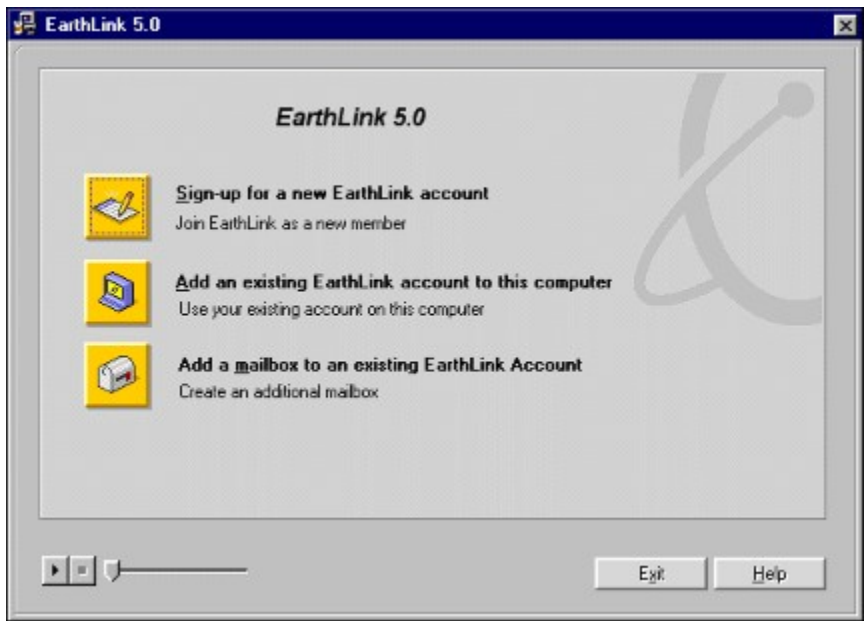 EarthLink 5.0
EarthLink 5.0
Sign-up for a new EarthLink account
Join EarthLink as a new member
Add an existing EarthLink account to this computer
Use your existing account on this computer
Add a mailbox to an existing EarthLink Account
Create an additional mailbox
Exit Help